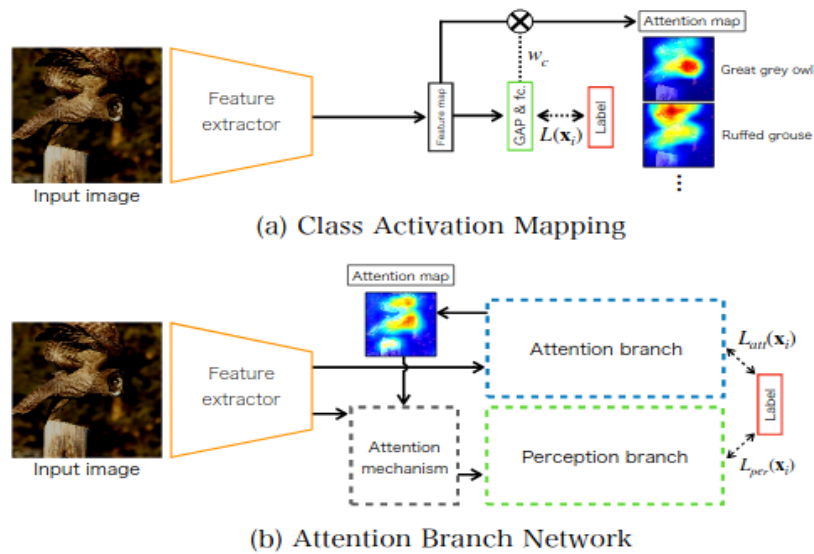 Attention map
Great grey owl
Feature extractor
w_c
Feature map
GAP & fc.
L(x_i)
Label
Ruffed grouse
Input image
(a) Class Activation Mapping
Attention map
Attention branch
L_att(x_i)
Feature extractor
Label
Attention mechanism
Perception branch
L_per(x_i)
Input image
(b) Attention Branch Network